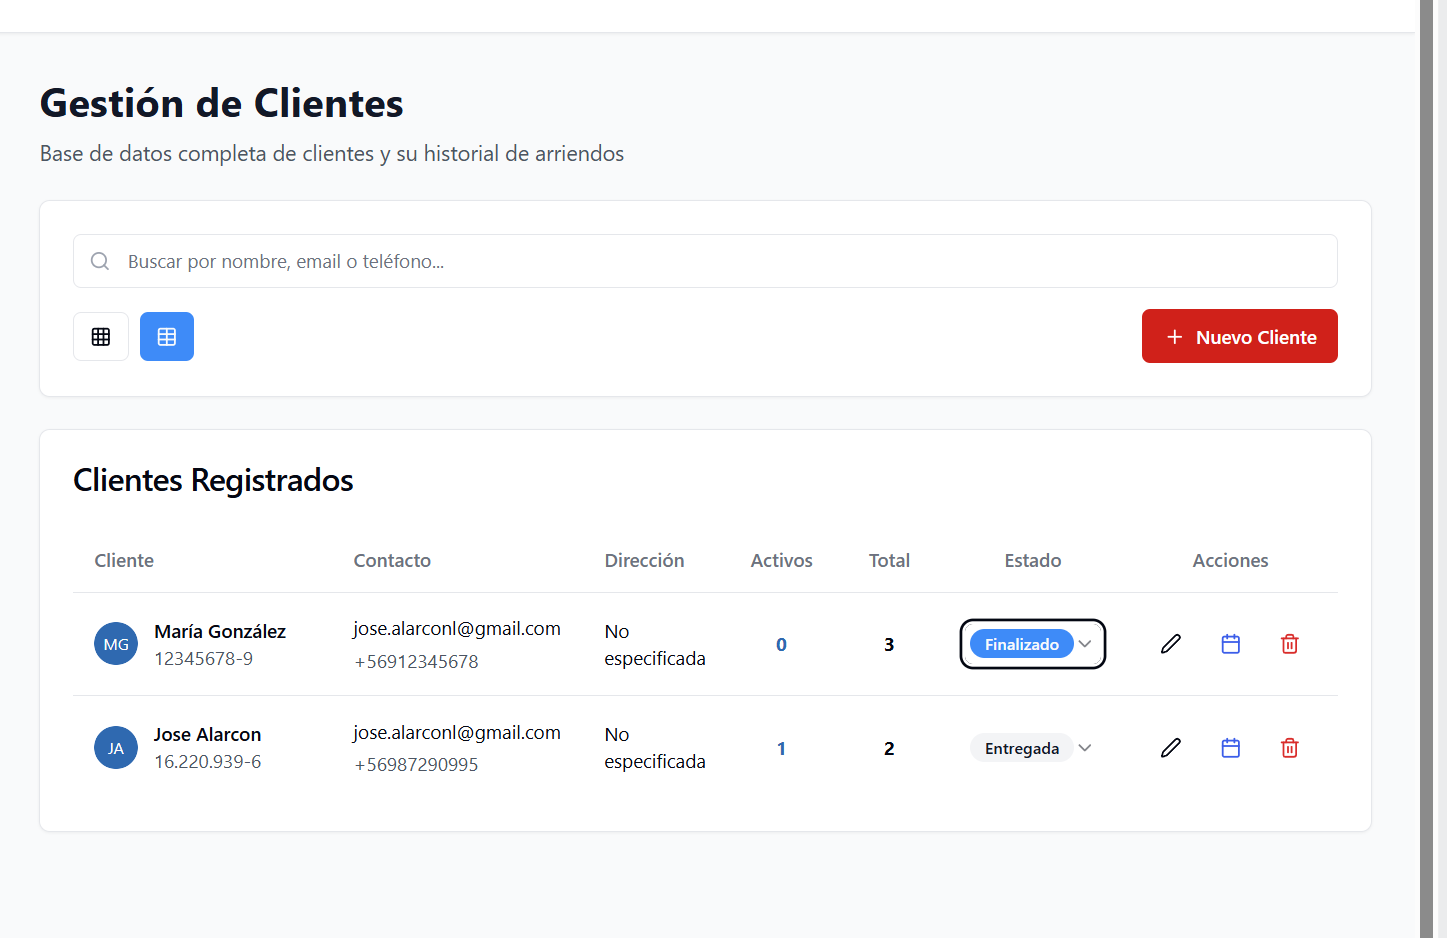 Gestión de Clientes
Base de datos completa de clientes y su historial de arriendos
Buscar por nombre, email o teléfono...
Nuevo Cliente
Clientes Registrados
Cliente Contacto Dirección Activos Total Estado Acciones
MG María González 12345678-9 jose.alarconl@gmail.com +56912345678 No especificada 0 3 Finalizado
JA Jose Alarcon 16.220.939-6 jose.alarconl@gmail.com +56987290995 No especificada 1 2 Entregada